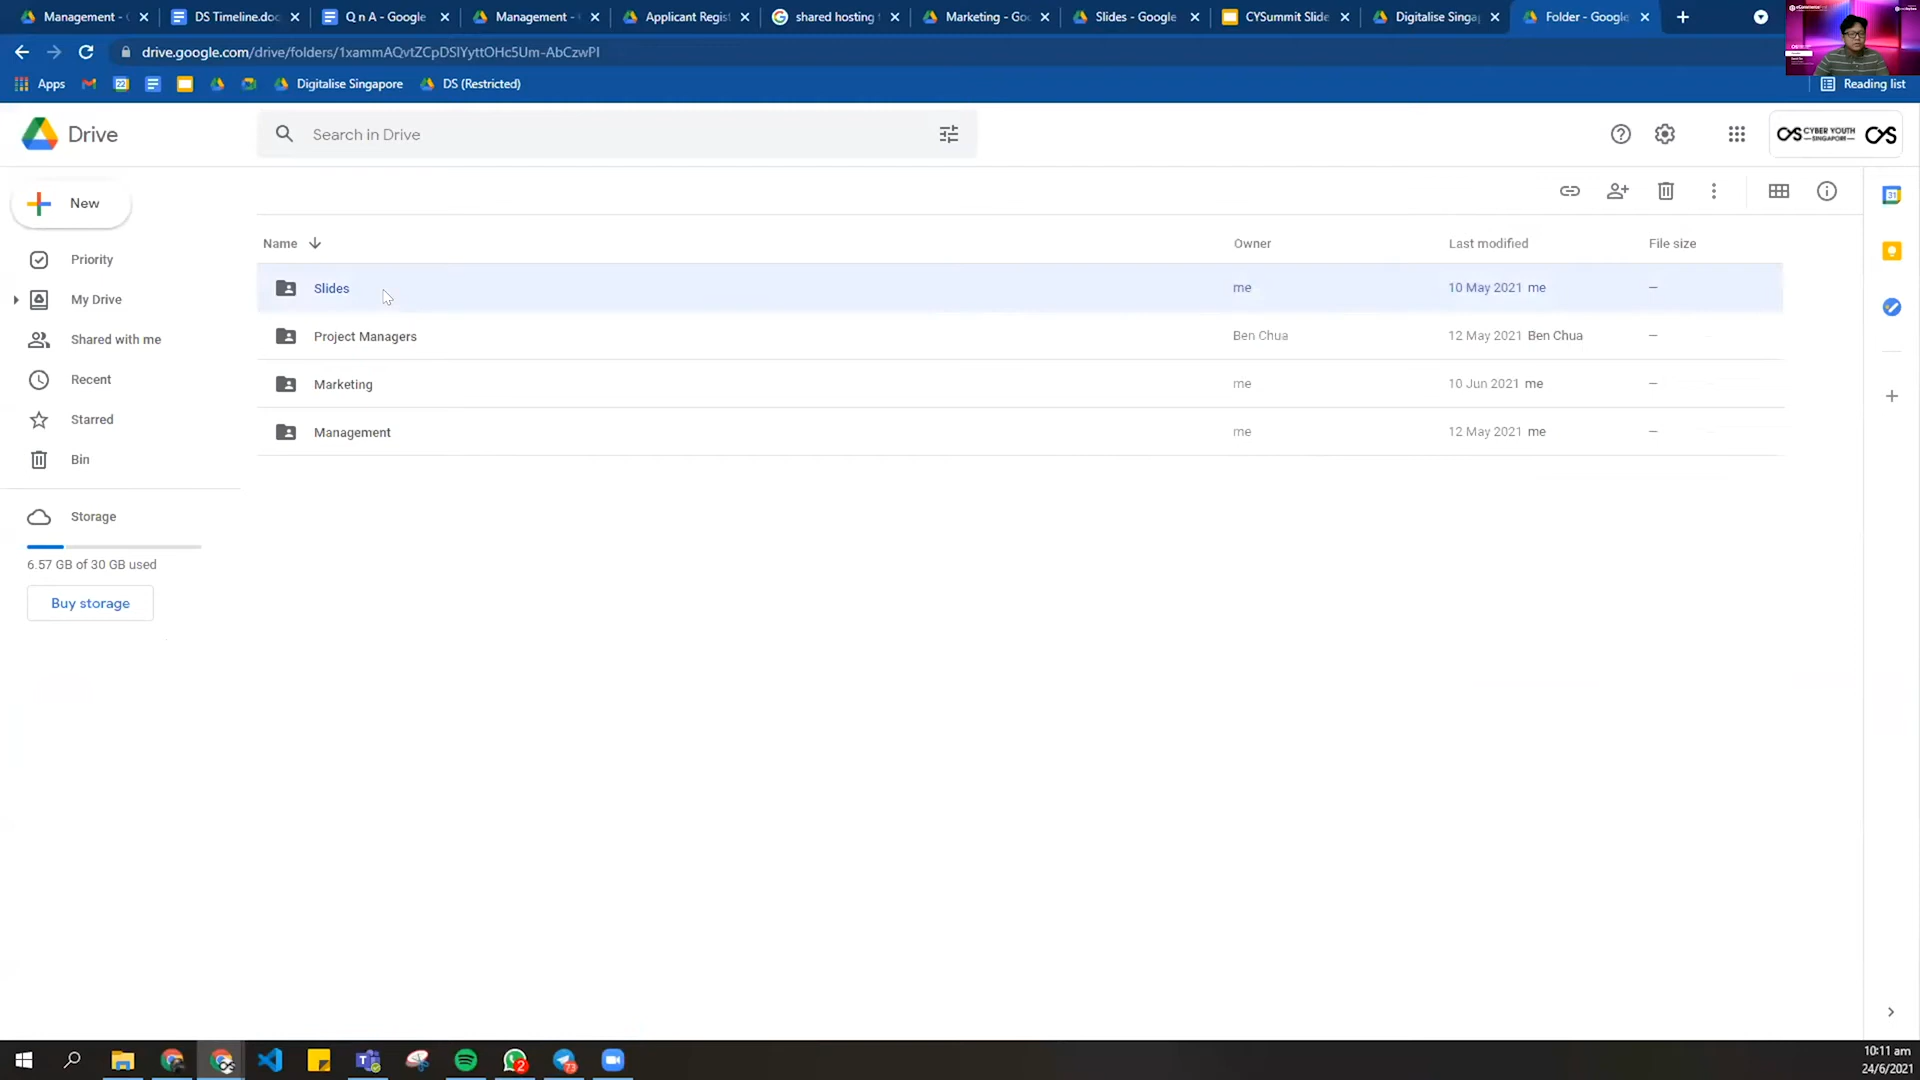 Management -
DS Timeline.doc
Q n A - Google
Management -
Applicant Regist
shared hosting
Marketing - Goo
Slides - Google
CYSummit Slide
Digitalise Singap
Folder - Google
drive.google.com/drive/folders/1xammAQvtZCpDSlYyttOHc5Um-AbCzwPI
Apps
Digitalise Singapore
DS (Restricted)
Reading list
Drive
Search in Drive
CYBER YOUTH
SINGAPORE
New
Priority
My Drive
Shared with me
Recent
Starred
Bin
Storage
6.57 GB of 30 GB used
Buy storage
Name Owner Last modified File size
Slides me 10 May 2021 me –
Project Managers Ben Chua 12 May 2021 Ben Chua –
Marketing me 10 Jun 2021 me –
Management me 12 May 2021 me –
31
2
73
10:11 am
24/6/2021